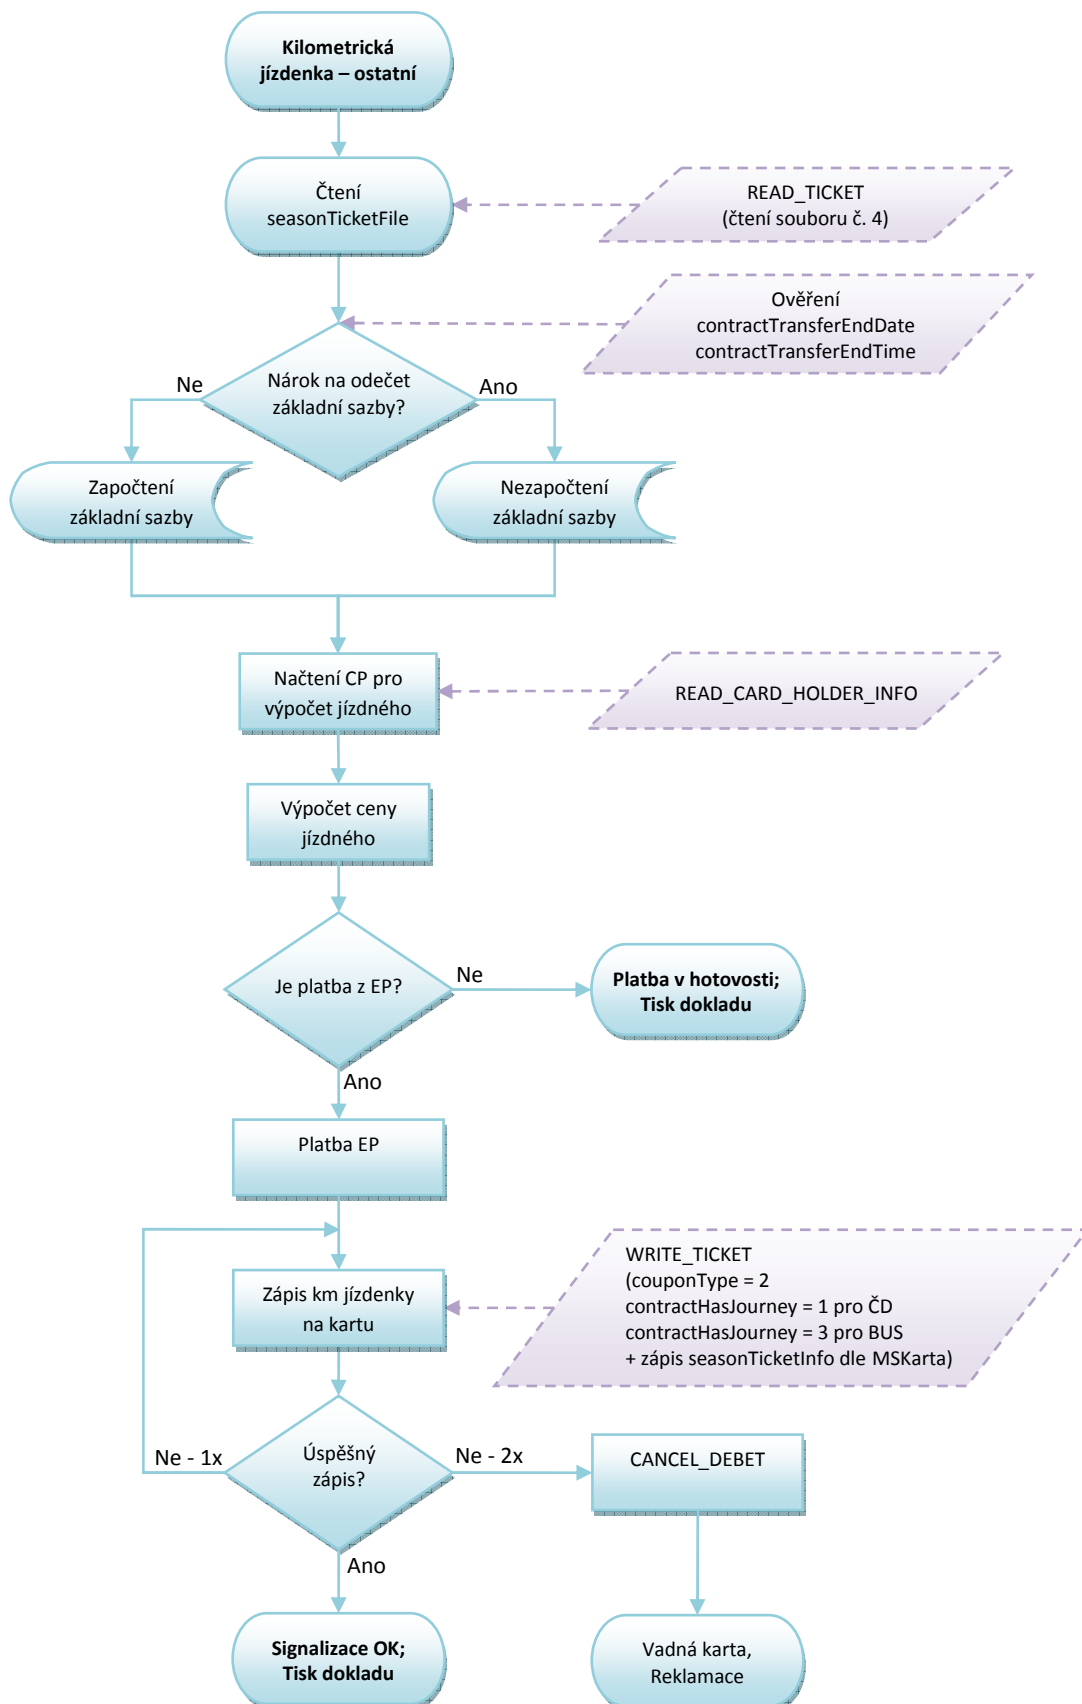 Kilometrická
jízdenka – ostatní
Čtení
seasonTicketFile
READ_TICKET
(čtení souboru č. 4)
Ověření
contractTransferEndDate
contractTransferEndTime
Ne
Nárok na odečet
základní sazby?
Ano
Započtení
základní sazby
Nezapočtení
základní sazby
Načtení CP pro
výpočet jízdného
READ_CARD_HOLDER_INFO
Výpočet ceny
jízdného
Je platba z EP?
Ne
Platba v hotovosti;
Tisk dokladu
Ano
Platba EP
WRITE_TICKET
(couponType = 2
contractHasJourney = 1 pro ČD
contractHasJourney = 3 pro BUS
+ zápis seasonTicketInfo dle MSKarta)
Zápis km jízdenky
na kartu
Ne - 1x
Úspěšný
zápis?
Ne - 2x
CANCEL_DEBET
Ano
Signalizace OK;
Tisk dokladu
Vadná karta,
Reklamace